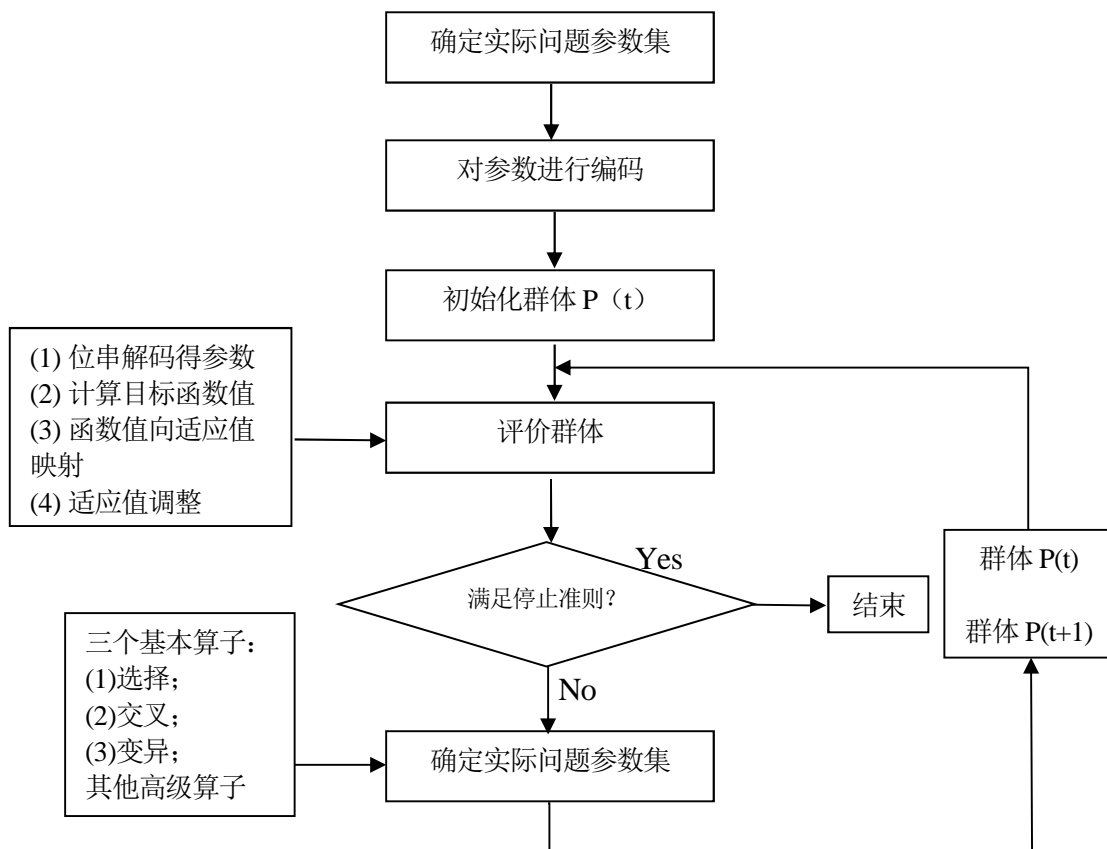 确定实际问题参数集
对参数进行编码
初始化群体 P（t）
(1) 位串解码得参数
(2) 计算目标函数值
(3) 函数值向适应值
映射
(4) 适应值调整
评价群体
Yes
满足停止准则?
结束
群体 P(t)
群体 P(t+1)
No
三个基本算子：
(1)选择；
(2)交叉；
(3)变异；
其他高级算子
确定实际问题参数集